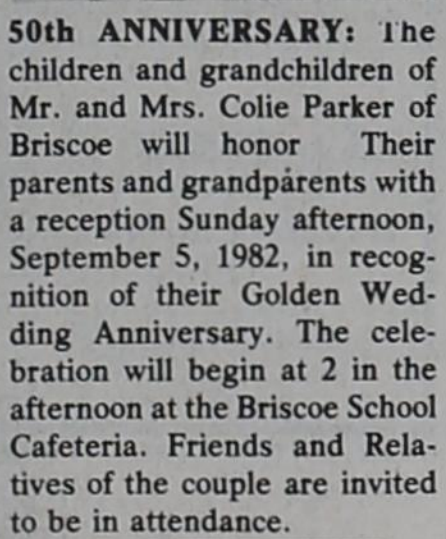 50th ANNIVERSARY: The
children and grandchildren of
Mr. and Mrs. Colie Parker of
Briscoe will honor Their
parents and grandparents with
a reception Sunday afternoon,
September 5, 1982, in recog-
nition of their Golden Wed-
ding Anniversary. The cele-
bration will begin at 2 in the
afternoon at the Briscoe School
Cafeteria. Friends and Rela-
tives of the couple are invited
to be in attendance.